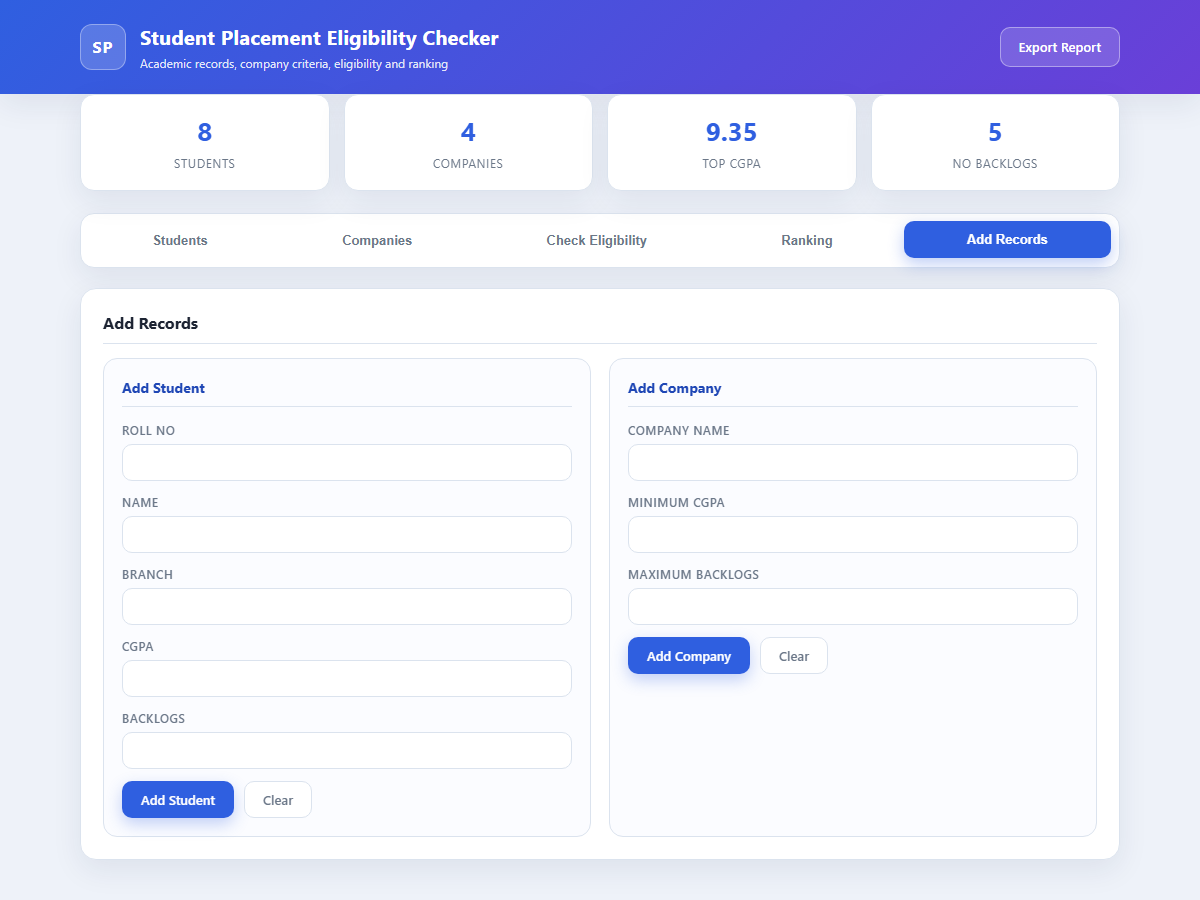 SP
Student Placement Eligibility Checker
Academic records, company criteria, eligibility and ranking
Export Report
8
STUDENTS
4
COMPANIES
9.35
TOP CGPA
5
NO BACKLOGS
Students
Companies
Check Eligibility
Ranking
Add Records
Add Records
Add Student
ROLL NO
NAME
BRANCH
CGPA
BACKLOGS
Add Student
Clear
Add Company
COMPANY NAME
MINIMUM CGPA
MAXIMUM BACKLOGS
Add Company
Clear